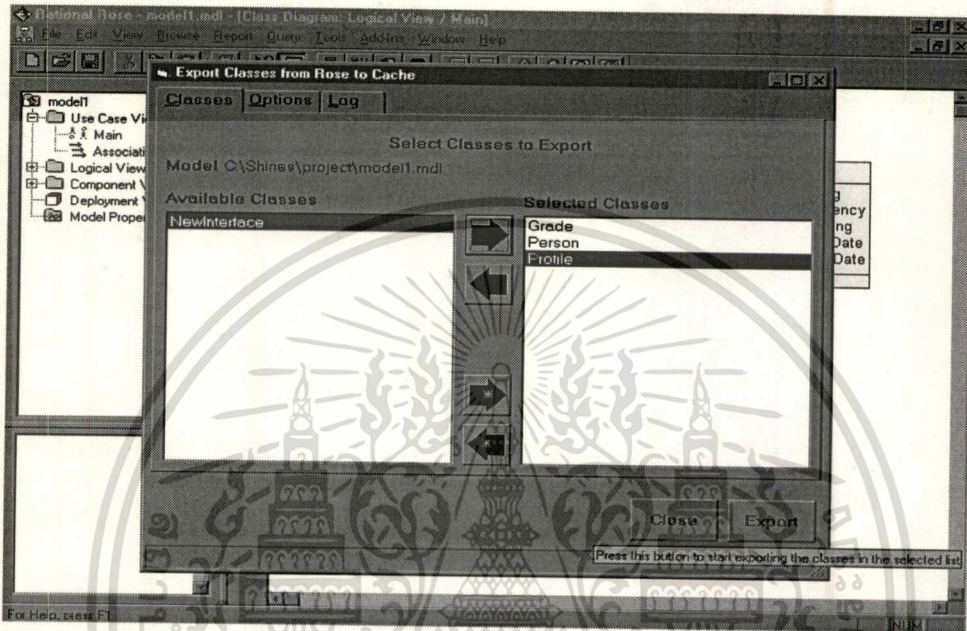 Rational Rose - model1.mdl - [Class Diagram: Logical View / Main]
File Edit View Browse Report Query Tools Add-Ins Window Help
Export Classes from Rose to Cache
Classes Options Log
Select Classes to Export
Model C:\Shines\project\model1.mdl
Available Classes
Selected Classes
NewInterface
Grade
Person
Profile
model1
Use Case Vi
Main
Associati
Logical View
Component V
Deployment
Model Proper
g
ency
ng
Date
Date
Close
Export
Press this button to start exporting the classes in the selected list
For Help, press F1
NUM